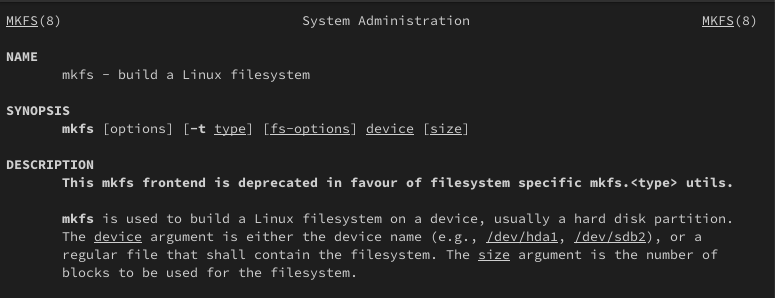 MKFS(8) System Administration MKFS(8)
NAME
mkfs - build a Linux filesystem
SYNOPSIS
mkfs [options] [-t type] [fs-options] device [size]
DESCRIPTION
This mkfs frontend is deprecated in favour of filesystem specific mkfs.<type> utils.
mkfs is used to build a Linux filesystem on a device, usually a hard disk partition.
The device argument is either the device name (e.g., /dev/hda1, /dev/sdb2), or a
regular file that shall contain the filesystem. The size argument is the number of
blocks to be used for the filesystem.